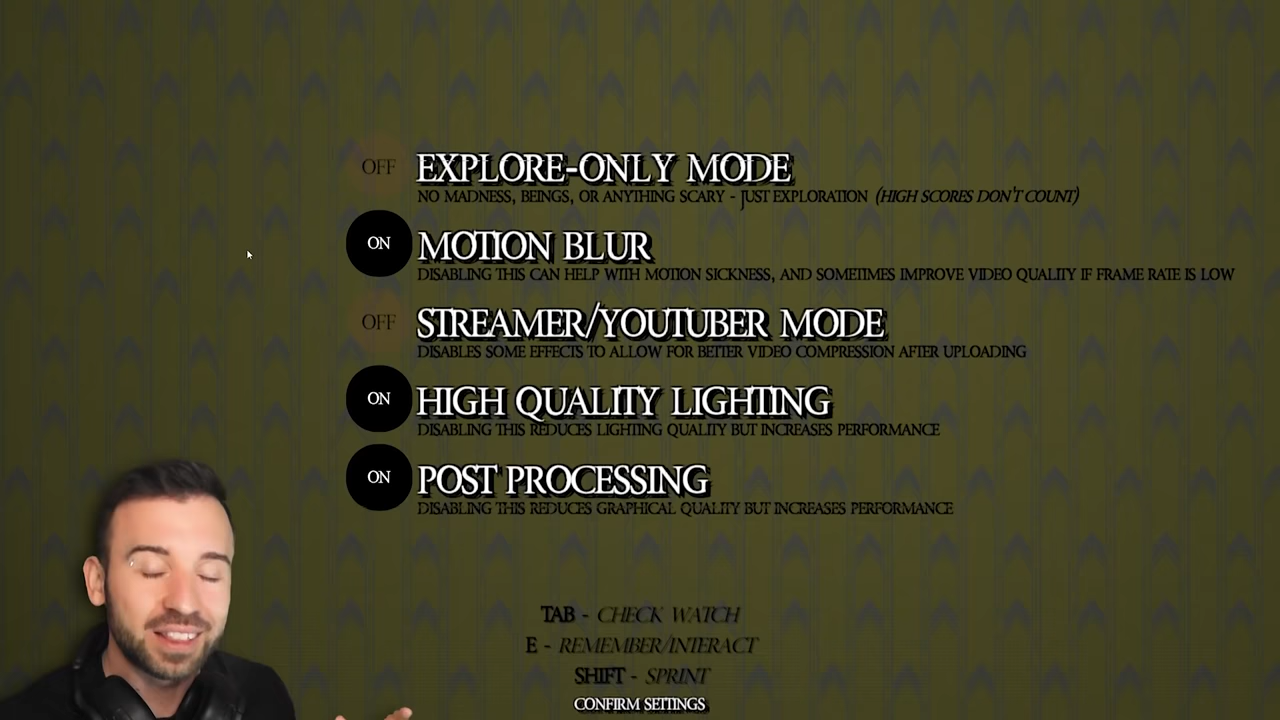 OFF EXPLORE-ONLY MODE
NO MADNESS, BEINGS, OR ANYTHING SCARY - JUST EXPLORATION (HIGH SCORES DON'T COUNT)
ON MOTION BLUR
DISABLING THIS CAN HELP WITH MOTION SICKNESS, AND SOMETIMES IMPROVE VIDEO QUALITY IF FRAME RATE IS LOW
OFF STREAMER/YOUTUBER MODE
DISABLES SOME EFFECTS TO ALLOW FOR BETTER VIDEO COMPRESSION AFTER UPLOADING
ON HIGH QUALITY LIGHTING
DISABLING THIS REDUCES LIGHTING QUALITY BUT INCREASES PERFORMANCE
ON POST PROCESSING
DISABLING THIS REDUCES GRAPHICAL QUALITY BUT INCREASES PERFORMANCE
TAB - CHECK WATCH
E - REMEMBER/INTERACT
SHIFT - SPRINT
CONFIRM SETTINGS